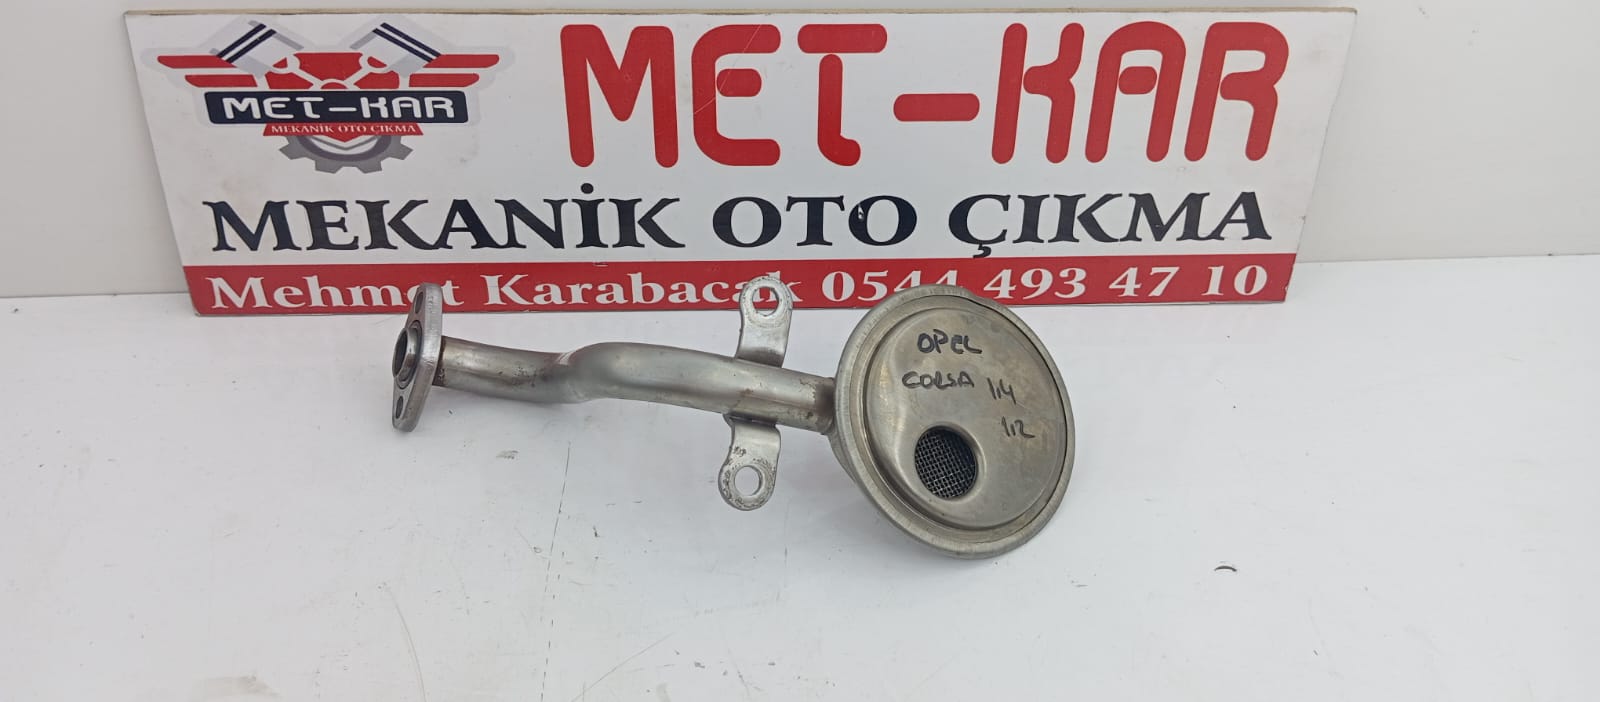 MET-KAR
MEKANİK OTO ÇIKMA
MET-KAR
MEKANİK OTO ÇIKMA
Mehmet Karabacak 0544 493 47 10
OPEL
CORSA 1.4
1.2